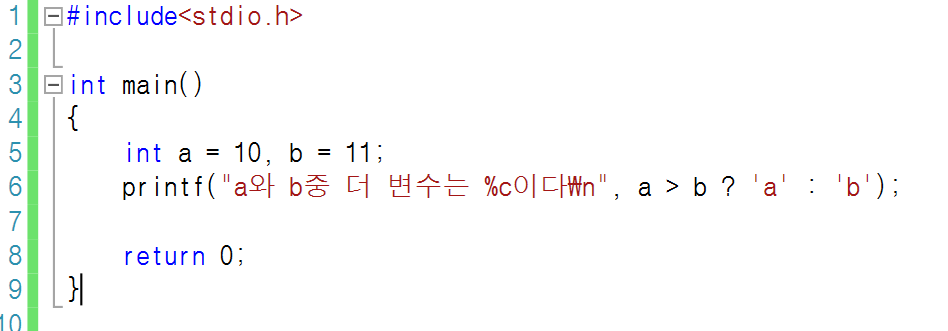 1 #include<stdio.h>
2
3 int main()
4 {
5 int a = 10, b = 11;
6 printf("a와 b중 더 변수는 %c이다₩n", a > b ? 'a' : 'b');
7
8 return 0;
9 }
10